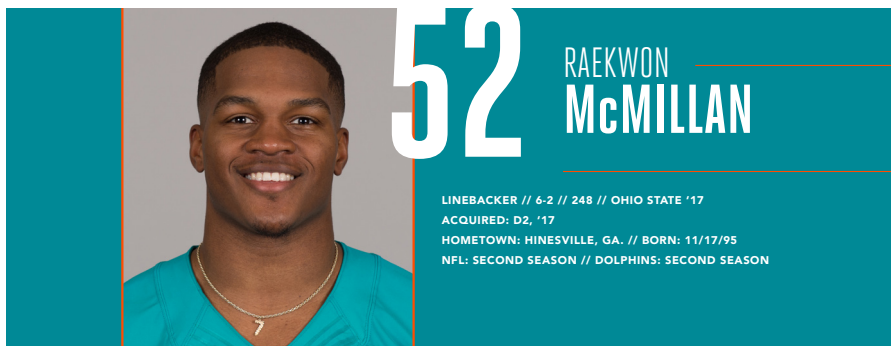 52
RAEKWON
McMILLAN
LINEBACKER // 6-2 // 248 // OHIO STATE ‘17
ACQUIRED: D2, ‘17
HOMETOWN: HINESVILLE, GA. // BORN: 11/17/95
NFL: SECOND SEASON // DOLPHINS: SECOND SEASON
7